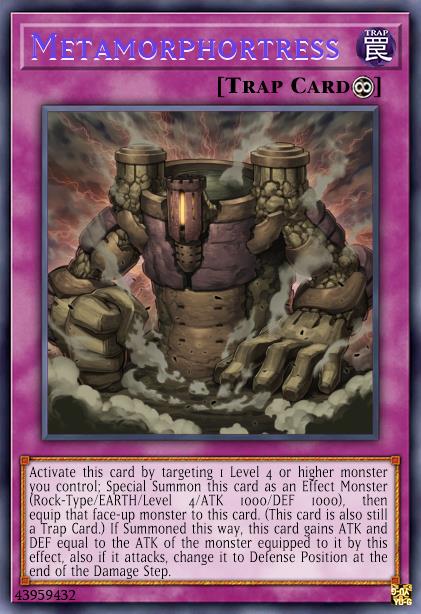 METAMORPHORTRESS
TRAP
罠
[TRAP CARD]
Activate this card by targeting 1 Level 4 or higher monster
you control; Special Summon this card as an Effect Monster
(Rock-Type/EARTH/Level 4/ATK 1000/DEF 1000), then
equip that face-up monster to this card. (This card is also still
a Trap Card.) If Summoned this way, this card gains ATK and
DEF equal to the ATK of the monster equipped to it by this
effect, also if it attacks, change it to Defense Position at the
end of the Damage Step.
43959432